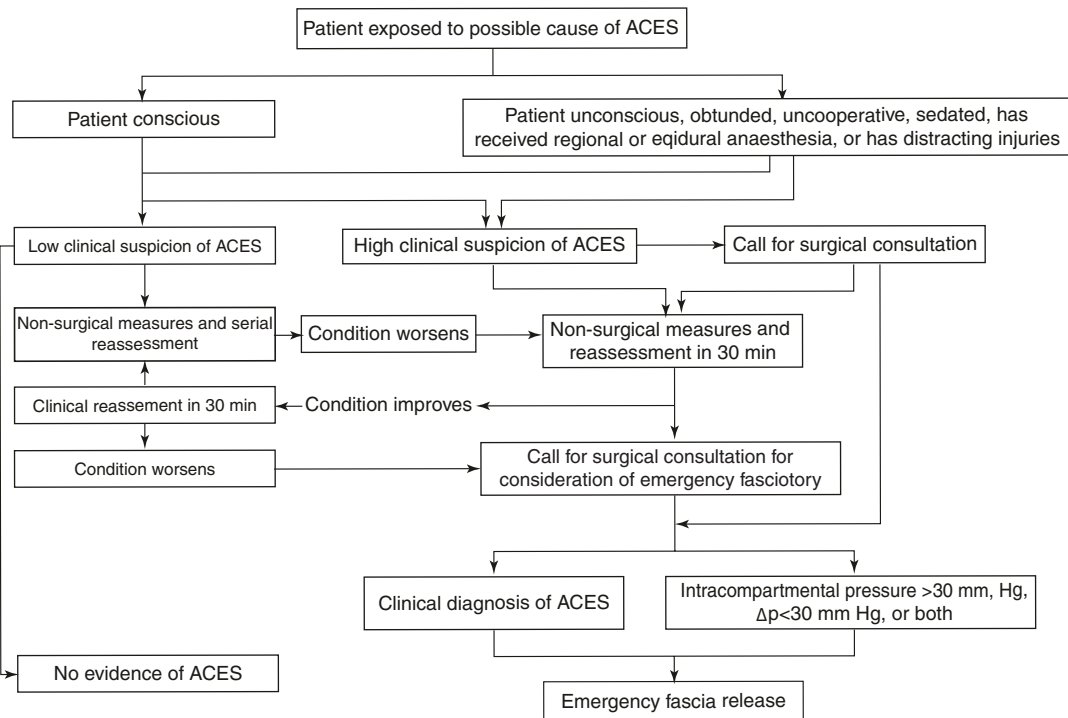 Patient exposed to possible cause of ACES
Patient conscious
Patient unconscious, obtunded, uncooperative, sedated, has
received regional or eqidural anaesthesia, or has distracting injuries
Low clinical suspicion of ACES
High clinical suspicion of ACES
Call for surgical consultation
Non-surgical measures and serial
reassessment
Condition worsens
Non-surgical measures and
reassessment in 30 min
Clinical reassement in 30 min
Condition improves
Condition worsens
Call for surgical consultation for
consideration of emergency fasciotory
Clinical diagnosis of ACES
Intracompartmental pressure >30 mm, Hg,
Δp<30 mm Hg, or both
No evidence of ACES
Emergency fascia release